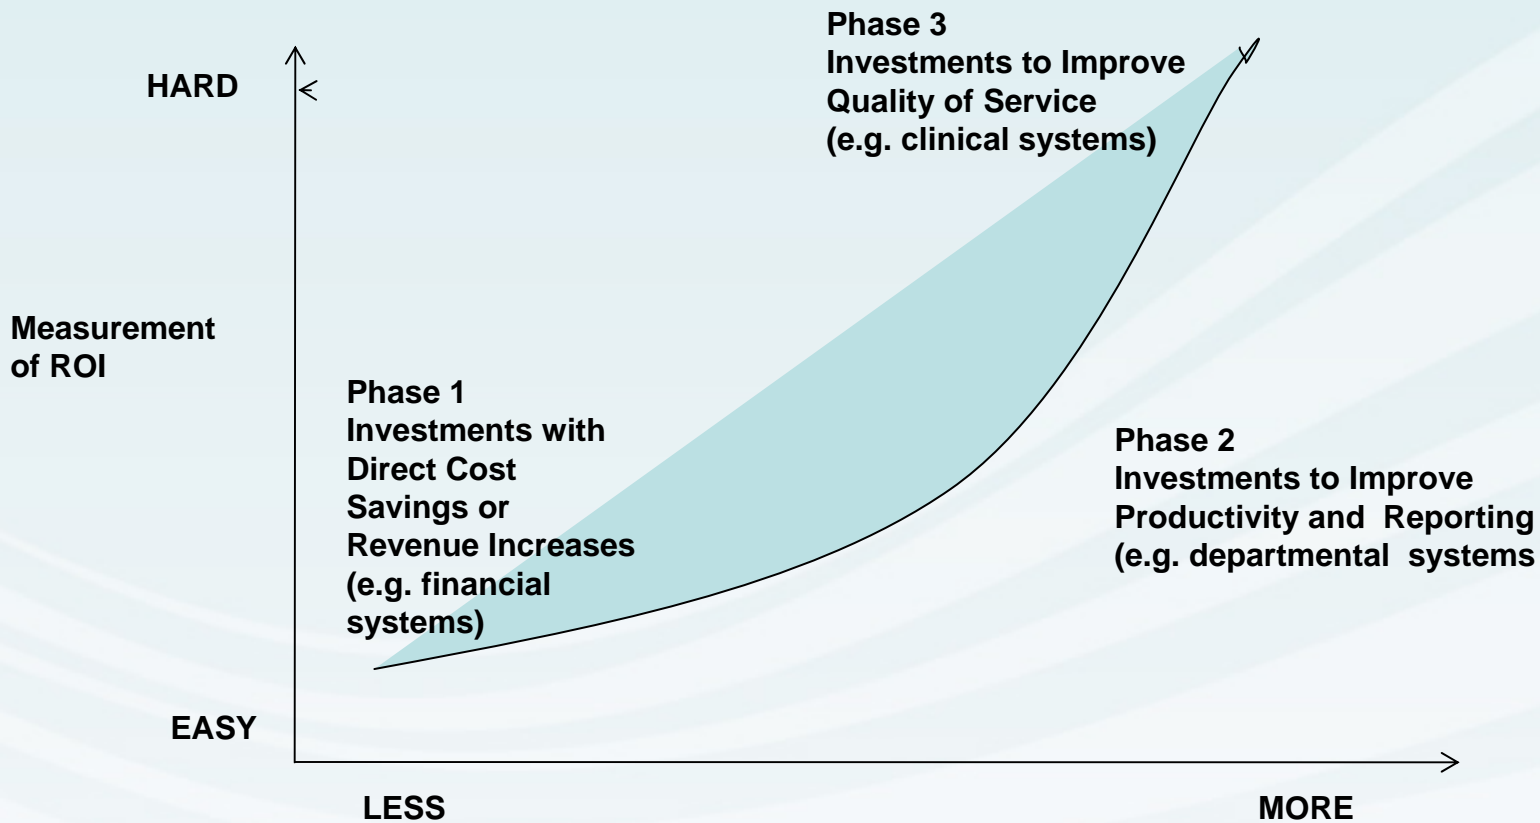 Phase 3
Investments to Improve
Quality of Service
(e.g. clinical systems)
HARD
Measurement
of ROI
Phase 1
Investments with
Direct Cost
Savings or
Revenue Increases
(e.g. financial
systems)
Phase 2
Investments to Improve
Productivity and  Reporting
(e.g. departmental  systems
EASY
LESS
MORE